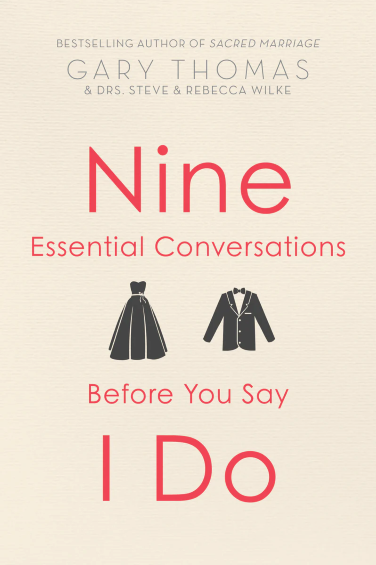 BESTSELLING AUTHOR OF SACRED MARRIAGE
GARY THOMAS
& DRS. STEVE & REBECCA WILKE
Nine
Essential Conversations
Before You Say
I Do